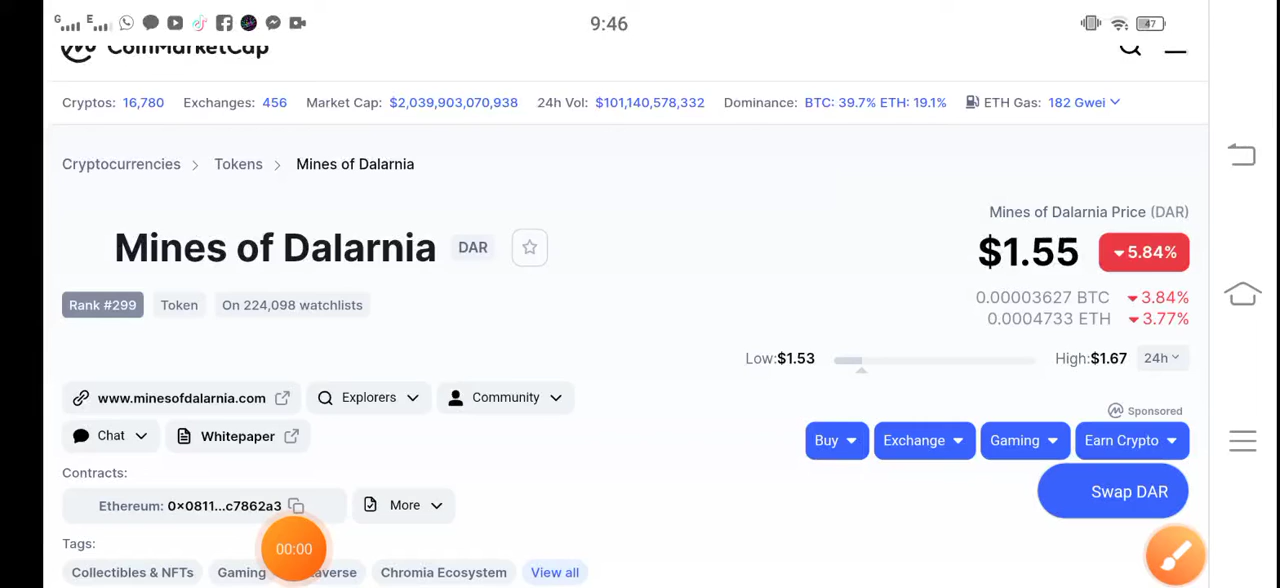 G E 9:46 47
CoinMarketCap
Cryptos: 16,780 Exchanges: 456 Market Cap: $2,039,903,070,938 24h Vol: $101,140,578,332 Dominance: BTC: 39.7% ETH: 19.1% ETH Gas: 182 Gwei
Cryptocurrencies > Tokens > Mines of Dalarnia
Mines of Dalarnia Price (DAR)
Mines of Dalarnia DAR $1.55 5.84%
Rank #299 Token On 224,098 watchlists 0.00003627 BTC 3.84%
0.0004733 ETH 3.77%
Low:$1.53 High:$1.67 24h
www.minesofdalarnia.com Explorers Community
Sponsored
Chat Whitepaper Buy Exchange Gaming Earn Crypto
Contracts:
Swap DAR
Ethereum: 0x0811...c7862a3 More
Tags:
00:00
Collectibles & NFTs Gaming Chromia Ecosystem View all